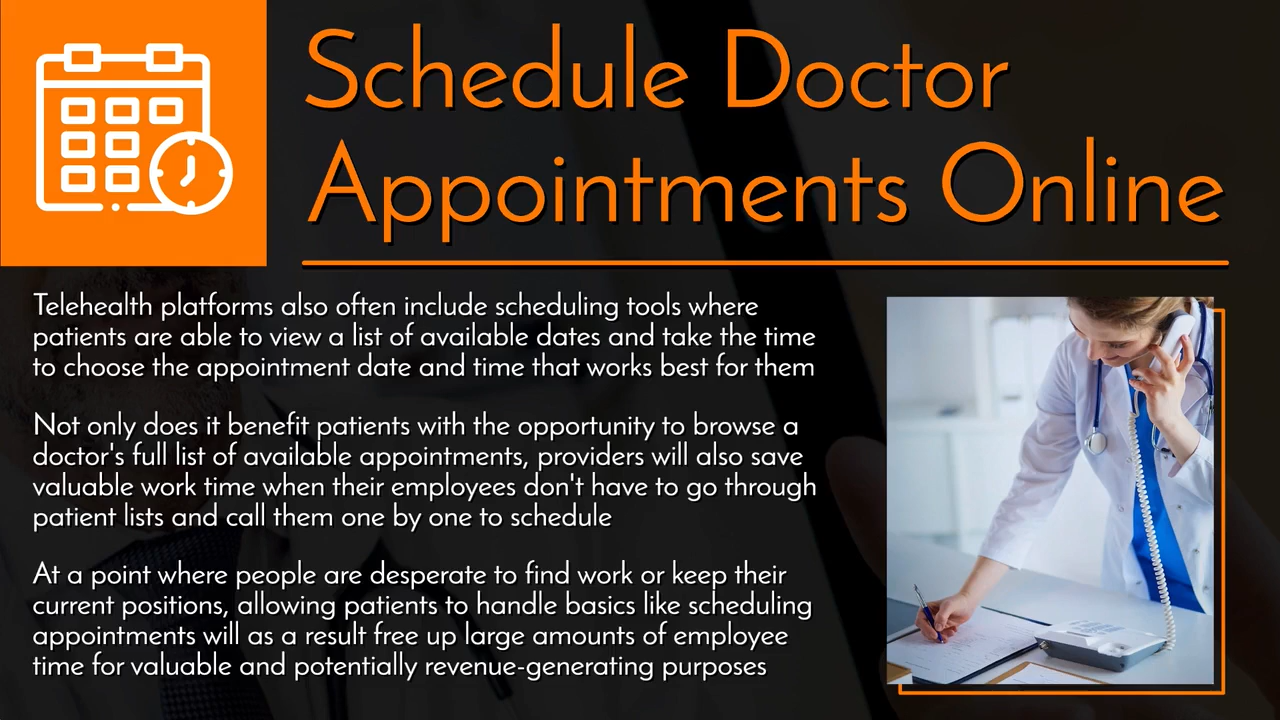 Schedule Doctor
Appointments Online
Telehealth platforms also often include scheduling tools where
patients are able to view a list of available dates and take the time
to choose the appointment date and time that works best for them
Not only does it benefit patients with the opportunity to browse a
doctor's full list of available appointments, providers will also save
valuable work time when their employees don't have to go through
patient lists and call them one by one to schedule
At a point where people are desperate to find work or keep their
current positions, allowing patients to handle basics like scheduling
appointments will as a result free up large amounts of employee
time for valuable and potentially revenue-generating purposes